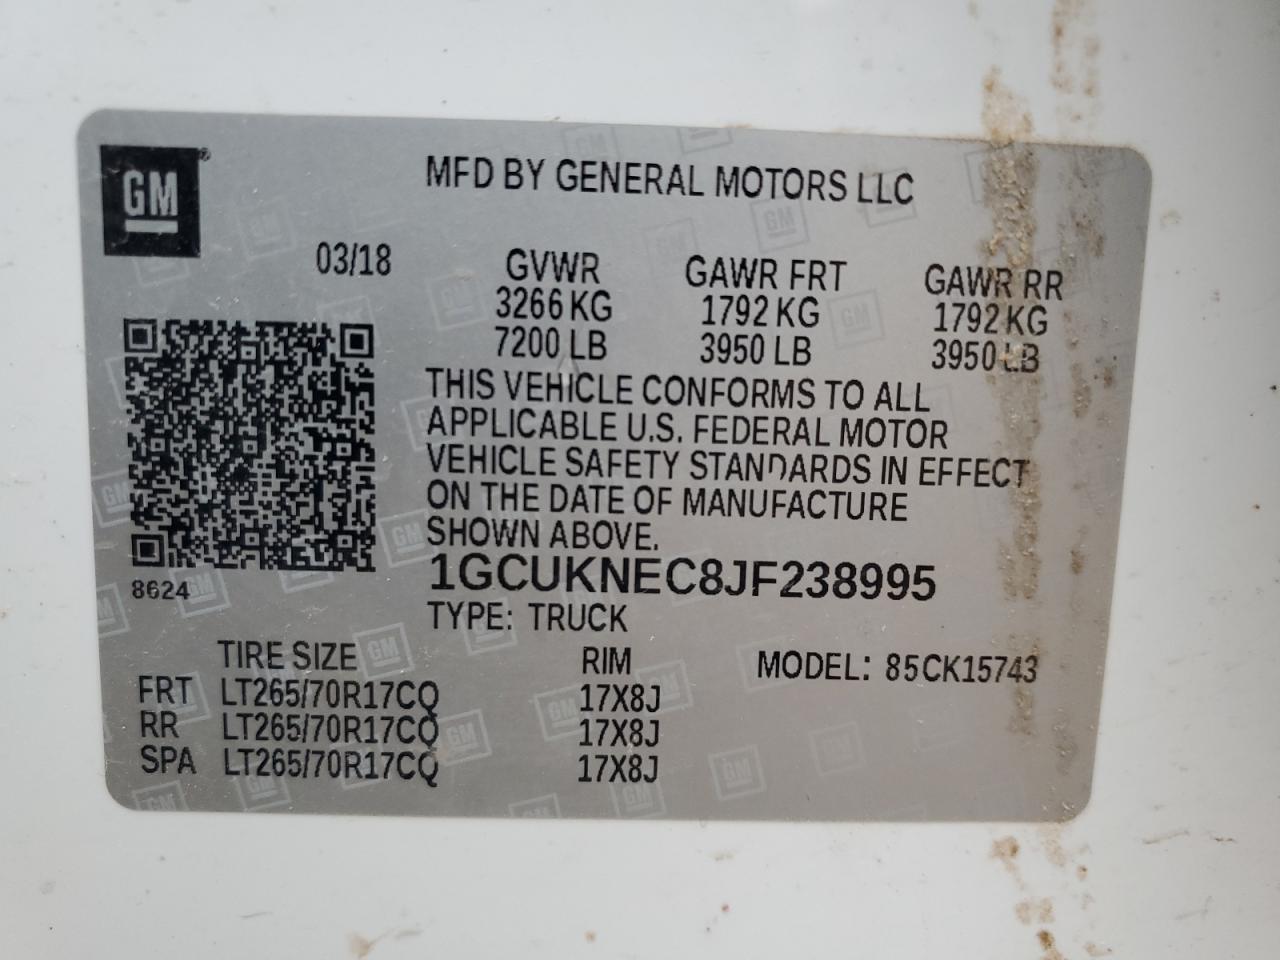 GM®
MFD BY GENERAL MOTORS LLC
03/18 GVWR GAWR FRT GAWR RR
3266 KG 1792 KG 1792 KG
7200 LB 3950 LB 3950 LB
THIS VEHICLE CONFORMS TO ALL
APPLICABLE U.S. FEDERAL MOTOR
VEHICLE SAFETY STANDARDS IN EFFECT
ON THE DATE OF MANUFACTURE
SHOWN ABOVE.
8624
1GCUKNEC8JF238995
TYPE: TRUCK
TIRE SIZE RIM MODEL: 85CK15743
FRT LT265/70R17CQ 17X8J
RR LT265/70R17CQ 17X8J
SPA LT265/70R17CQ 17X8J